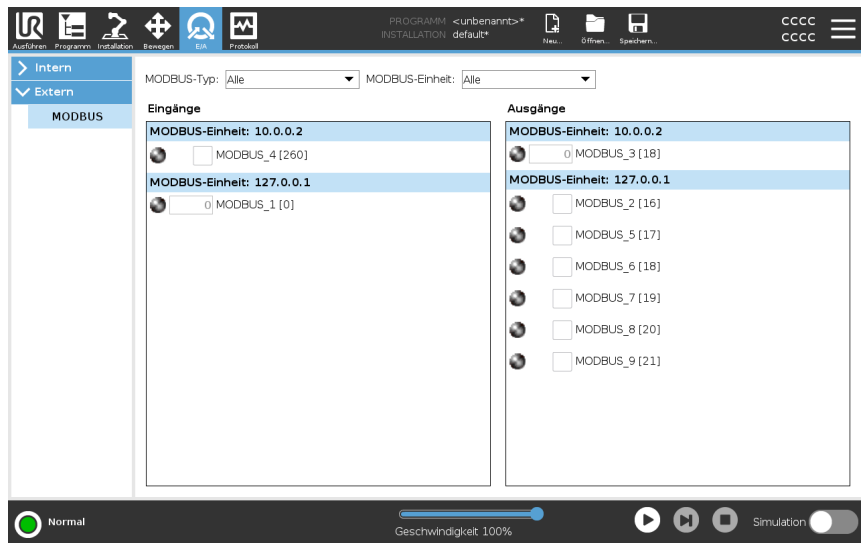 UR
PROGRAMM <unbenannt>*
INSTALLATION default*
CCCC
CCCC
Ausführen Programm Installation Bewegen E/A Protokoll Neu... Öffnen... Speichern...
Intern
Extern
MODBUS
MODBUS-Typ: Alle MODBUS-Einheit: Alle
Eingänge
MODBUS-Einheit: 10.0.0.2
MODBUS_4 [260]
MODBUS-Einheit: 127.0.0.1
0 MODBUS_1 [0]
Ausgänge
MODBUS-Einheit: 10.0.0.2
0 MODBUS_3 [18]
MODBUS-Einheit: 127.0.0.1
MODBUS_2 [16]
MODBUS_5 [17]
MODBUS_6 [18]
MODBUS_7 [19]
MODBUS_8 [20]
MODBUS_9 [21]
Normal
Geschwindigkeit 100%
Simulation